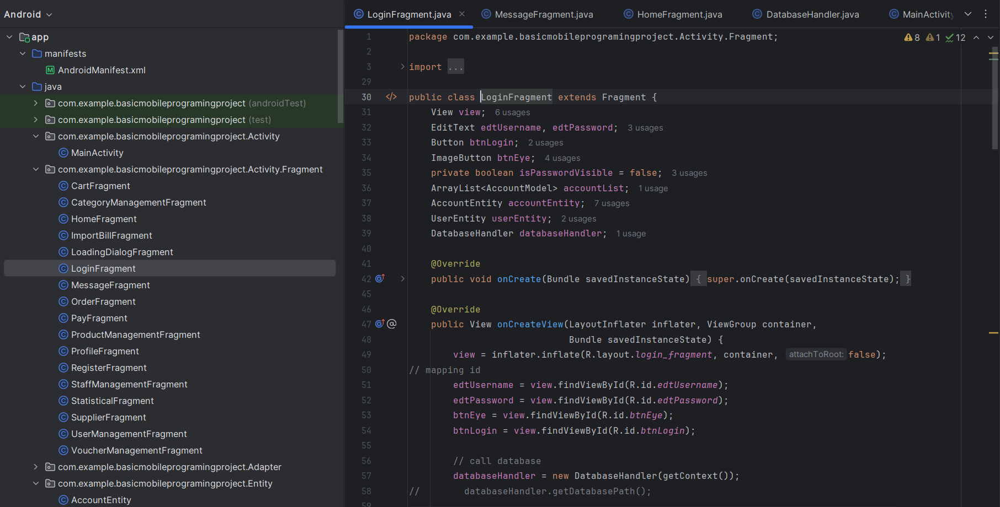 Android
app
manifests
AndroidManifest.xml
java
com.example.basicmobileprogramingproject (androidTest)
com.example.basicmobileprogramingproject (test)
com.example.basicmobileprogramingproject.Activity
MainActivity
com.example.basicmobileprogramingproject.Activity.Fragment
CartFragment
CategoryManagementFragment
HomeFragment
ImportBillFragment
LoadingDialogFragment
LoginFragment
MessageFragment
OrderFragment
PayFragment
ProductManagementFragment
ProfileFragment
RegisterFragment
StaffManagementFragment
StatisticalFragment
SupplierFragment
UserManagementFragment
VoucherManagementFragment
com.example.basicmobileprogramingproject.Adapter
com.example.basicmobileprogramingproject.Entity
AccountEntity
LoginFragment.java MessageFragment.java HomeFragment.java DatabaseHandler.java MainActivity
8 1 12
1 package com.example.basicmobileprogramingproject.Activity.Fragment;
2
3 import ...
29
30 public class LoginFragment extends Fragment {
31 View view; 6 usages
32 EditText edtUsername, edtPassword; 3 usages
33 Button btnLogin; 2 usages
34 ImageButton btnEye; 4 usages
35 private boolean isPasswordVisible = false; 3 usages
36 ArrayList<AccountModel> accountList; 1 usage
37 AccountEntity accountEntity; 7 usages
38 UserEntity userEntity; 2 usages
39 DatabaseHandler databaseHandler; 1 usage
40
41 @Override
42 public void onCreate(Bundle savedInstanceState) { super.onCreate(savedInstanceState); }
45
46 @Override
47 public View onCreateView(LayoutInflater inflater, ViewGroup container,
48 Bundle savedInstanceState) {
49 view = inflater.inflate(R.layout.login_fragment, container, attachToRoot: false);
50 // mapping id
51 edtUsername = view.findViewById(R.id.edtUsername);
52 edtPassword = view.findViewById(R.id.edtPassword);
53 btnEye = view.findViewById(R.id.btnEye);
54 btnLogin = view.findViewById(R.id.btnLogin);
55
56 // call database
57 databaseHandler = new DatabaseHandler(getContext());
58 // databaseHandler.getDatabasePath();
59